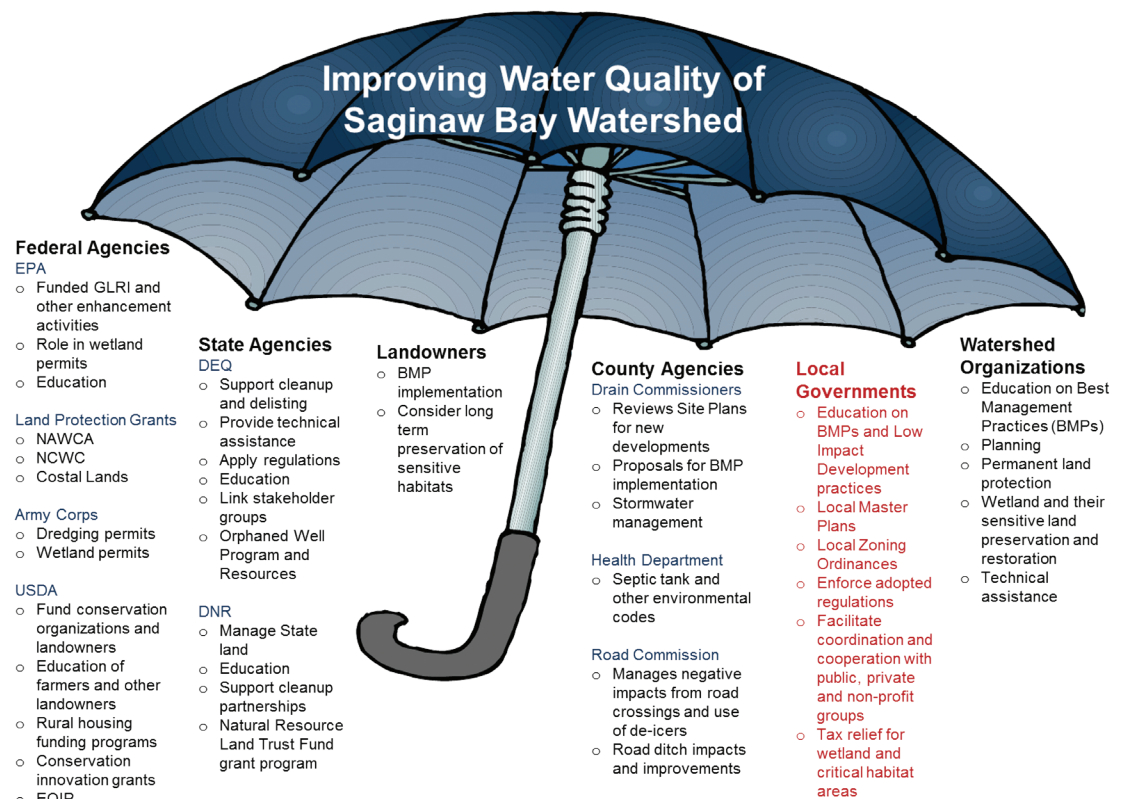 Improving Water Quality of
Saginaw Bay Watershed
Federal Agencies
EPA
o Funded GLRI and
other enhancement
activities
o Role in wetland
permits
o Education
Land Protection Grants
o NAWCA
o NCWC
o Costal Lands
Army Corps
o Dredging permits
o Wetland permits
USDA
o Fund conservation
organizations and
landowners
o Education of
farmers and other
landowners
o Rural housing
funding programs
o Conservation
innovation grants
o EQIP
State Agencies
DEQ
o Support cleanup
and delisting
o Provide technical
assistance
o Apply regulations
o Education
o Link stakeholder
groups
o Orphaned Well
Program and
Resources
DNR
o Manage State
land
o Education
o Support cleanup
partnerships
o Natural Resource
Land Trust Fund
grant program
Landowners
o BMP
implementation
o Consider long
term
preservation of
sensitive
habitats
County Agencies
Drain Commissioners
o Reviews Site Plans
for new
developments
o Proposals for BMP
implementation
o Stormwater
management
Health Department
o Septic tank and
other environmental
codes
Road Commission
o Manages negative
impacts from road
crossings and use
of de-icers
o Road ditch impacts
and improvements
Local
Governments
o Education on
BMPs and Low
Impact
Development
practices
o Local Master
Plans
o Local Zoning
Ordinances
o Enforce adopted
regulations
o Facilitate
coordination and
cooperation with
public, private
and non-profit
groups
o Tax relief for
wetland and
critical habitat
areas
Watershed
Organizations
o Education on Best
Management
Practices (BMPs)
o Planning
o Permanent land
protection
o Wetland and their
sensitive land
preservation and
restoration
o Technical
assistance